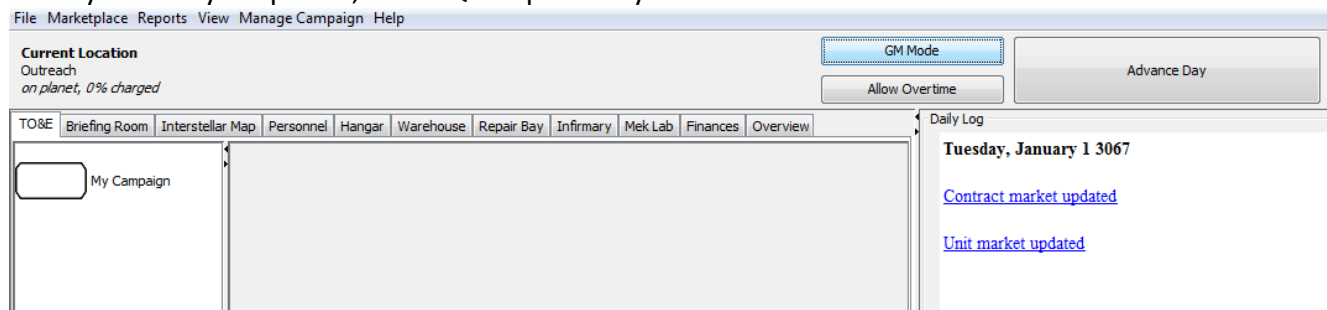 File Marketplace Reports View Manage Campaign Help
Current Location
Outreach
on planet, 0% charged
GM Mode
Allow Overtime
Advance Day
TO&E Briefing Room Interstellar Map Personnel Hangar Warehouse Repair Bay Infirmary Mek Lab Finances Overview
My Campaign
Daily Log
Tuesday, January 1 3067
Contract market updated
Unit market updated